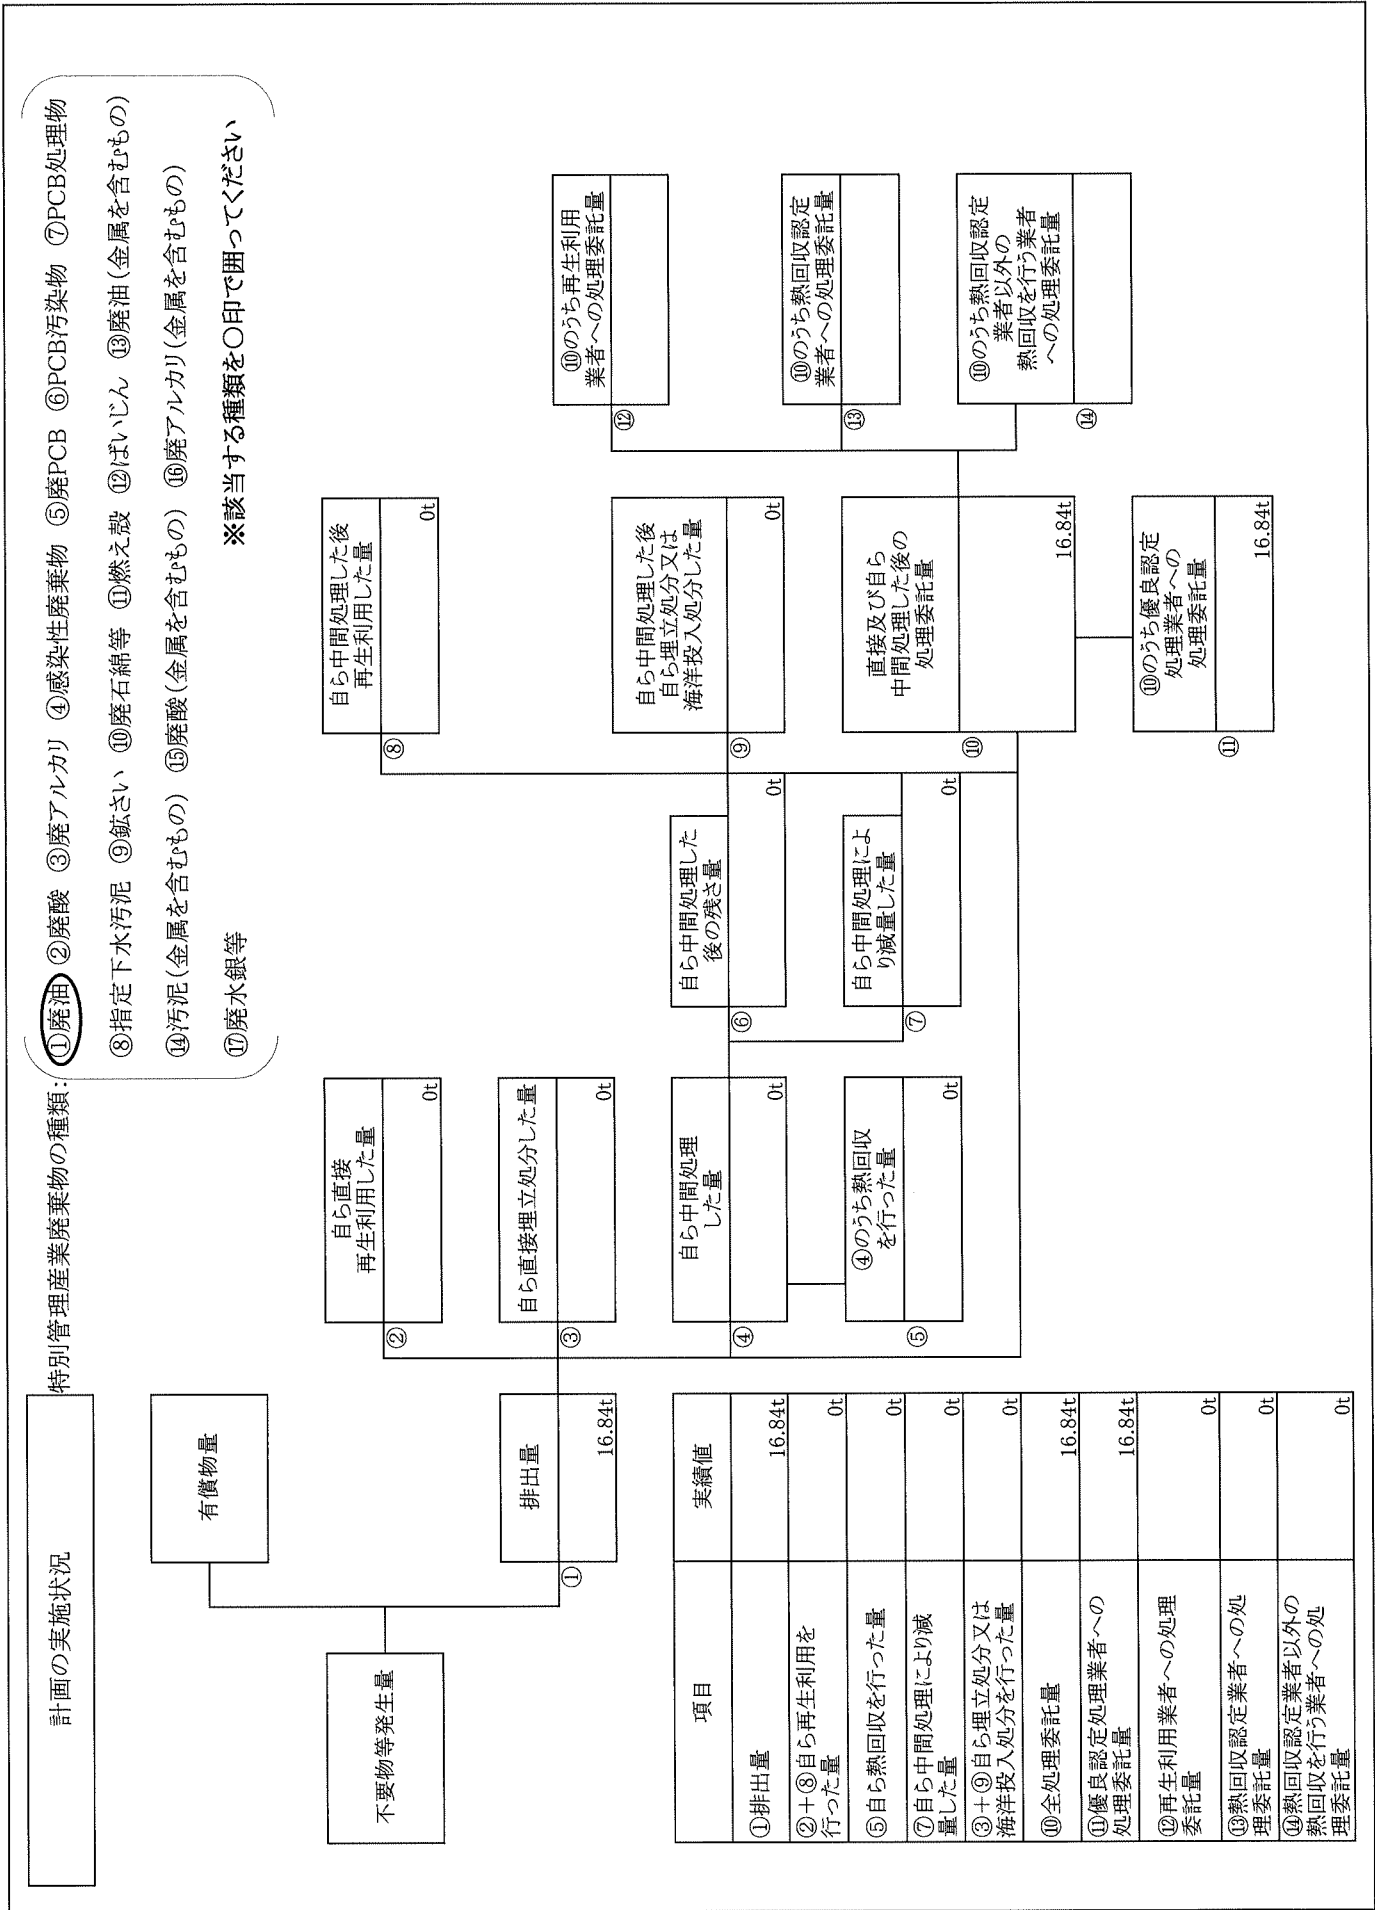 計画の実施状況
特別管理産業廃棄物の種類:
①廃油 ②廃酸 ③廃アルカリ ④感染性廃棄物 ⑤廃PCB ⑥PCB汚染物 ⑦PCB処理物
⑧指定下水汚泥 ⑨鉱さい ⑩廃石綿等 ⑪燃え殻 ⑫ばいじん ⑬廃油(金属を含むもの)
⑭汚泥(金属を含むもの) ⑮廃酸(金属を含むもの) ⑯廃アルカリ(金属を含むもの)
⑰廃水銀等
※該当する種類を〇印で囲ってください
有償物量
不要物等発生量
①
排出量
16.84t
②
自ら直接
再生利用した量
0t
③
自ら直接埋立処分した量
0t
④
自ら中間処理
した量
0t
⑤
④のうち熱回収
を行った量
0t
⑥
自ら中間処理した
後の残さ量
0t
⑦
自ら中間処理によ
り減量した量
0t
⑧
自ら中間処理した後
再生利用した量
0t
⑨
自ら中間処理した後
自ら埋立処分又は
海洋投入処分した量
0t
⑩
直接及び自ら
中間処理した後の
処理委託量
16.84t
⑪
⑩のうち優良認定
処理業者への
処理委託量
16.84t
⑫
⑩のうち再生利用
業者への処理委託量
⑬
⑩のうち熱回収認定
業者への処理委託量
⑭
⑩のうち熱回収認定
業者以外の
熱回収を行う業者
への処理委託量
項目 実績値
①排出量 16.84t
②+⑧自ら再生利用を
行った量 0t
⑤自ら熱回収を行った量 0t
⑦自ら中間処理により減
量した量 0t
③+⑨自ら埋立処分又は
海洋投入処分を行った量 0t
⑩全処理委託量 16.84t
⑪優良認定処理業者への
処理委託量 16.84t
⑫再生利用業者への処理
委託量 0t
⑬熱回収認定業者への処
理委託量 0t
⑭熱回収認定業者以外の
熱回収を行う業者への処
理委託量 0t